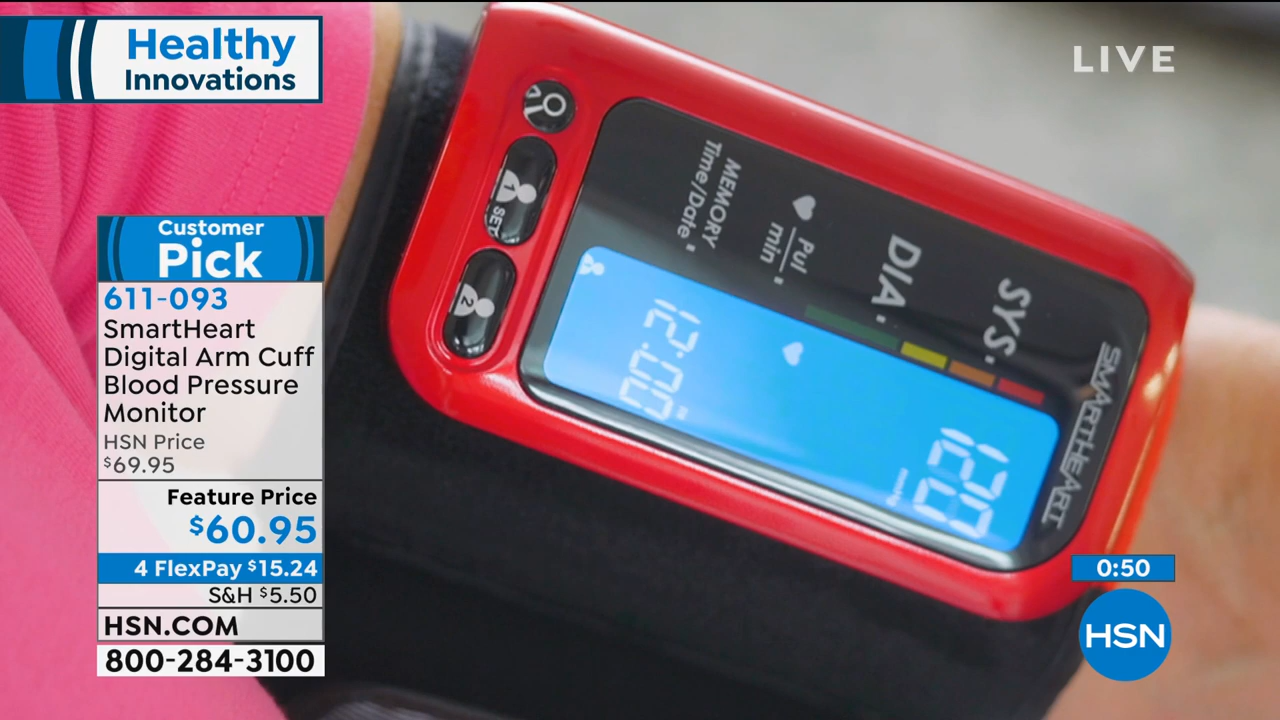 Healthy
Innovations
LIVE
Customer
Pick
611-093
SmartHeart
Digital Arm Cuff
Blood Pressure
Monitor
HSN Price
$69.95
Feature Price
$60.95
4 FlexPay $15.24
S&H $5.50
HSN.COM
800-284-3100
SMARTHEART
SYS.
DIA.
Pul
min
MEMORY
Time/Date
1
SET
2
120
mmHg
12:00
0:50
HSN